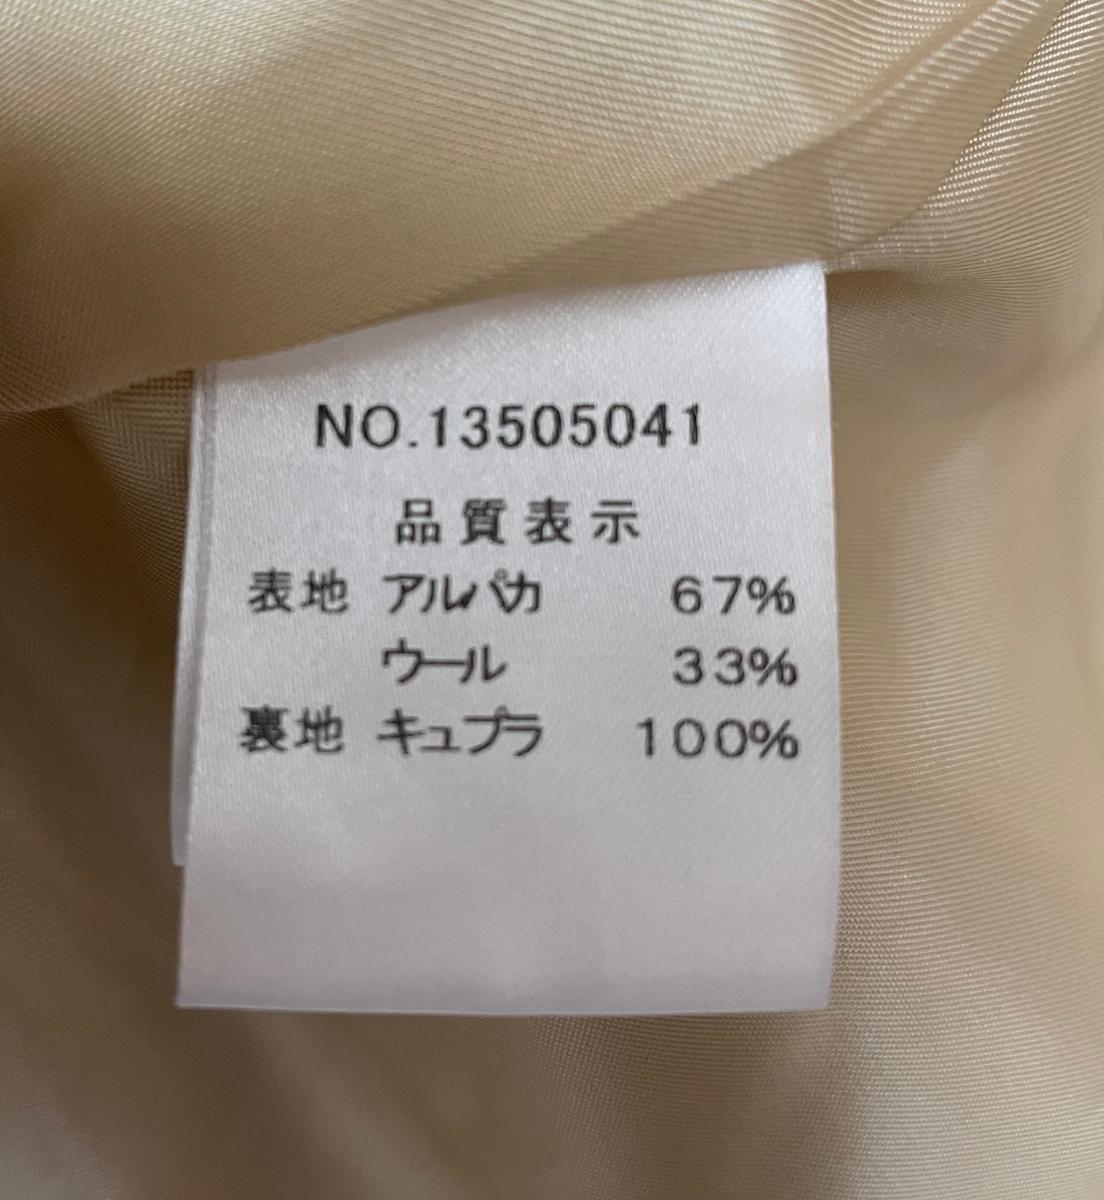 NO.13505041
品質表示
表地 アルパカ 67%
ウール 33%
裏地 キュプラ 100%